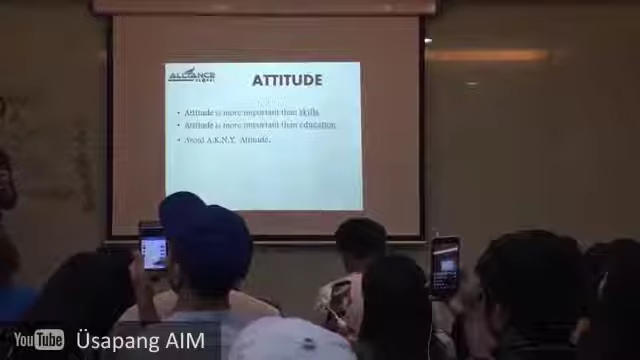 ALLIANCE
GLOBAL
ATTITUDE
• Attitude is more important than skills
• Attitude is more important than education
• Avoid A.K.N.Y. Attitude.
YouTube Üsapang AIM